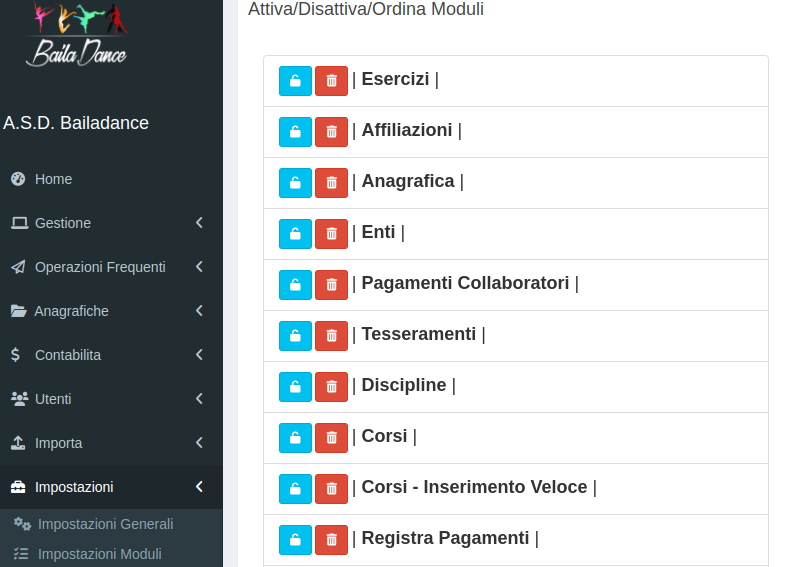 Baila Dance
A.S.D. Bailadance
Home
Gestione
Operazioni Frequenti
Anagrafiche
Contabilita
Utenti
Importa
Impostazioni
Impostazioni Generali
Impostazioni Moduli
Attiva/Disattiva/Ordina Moduli
| Esercizi |
| Affiliazioni |
| Anagrafica |
| Enti |
| Pagamenti Collaboratori |
| Tesseramenti |
| Discipline |
| Corsi |
| Corsi - Inserimento Veloce |
| Registra Pagamenti |